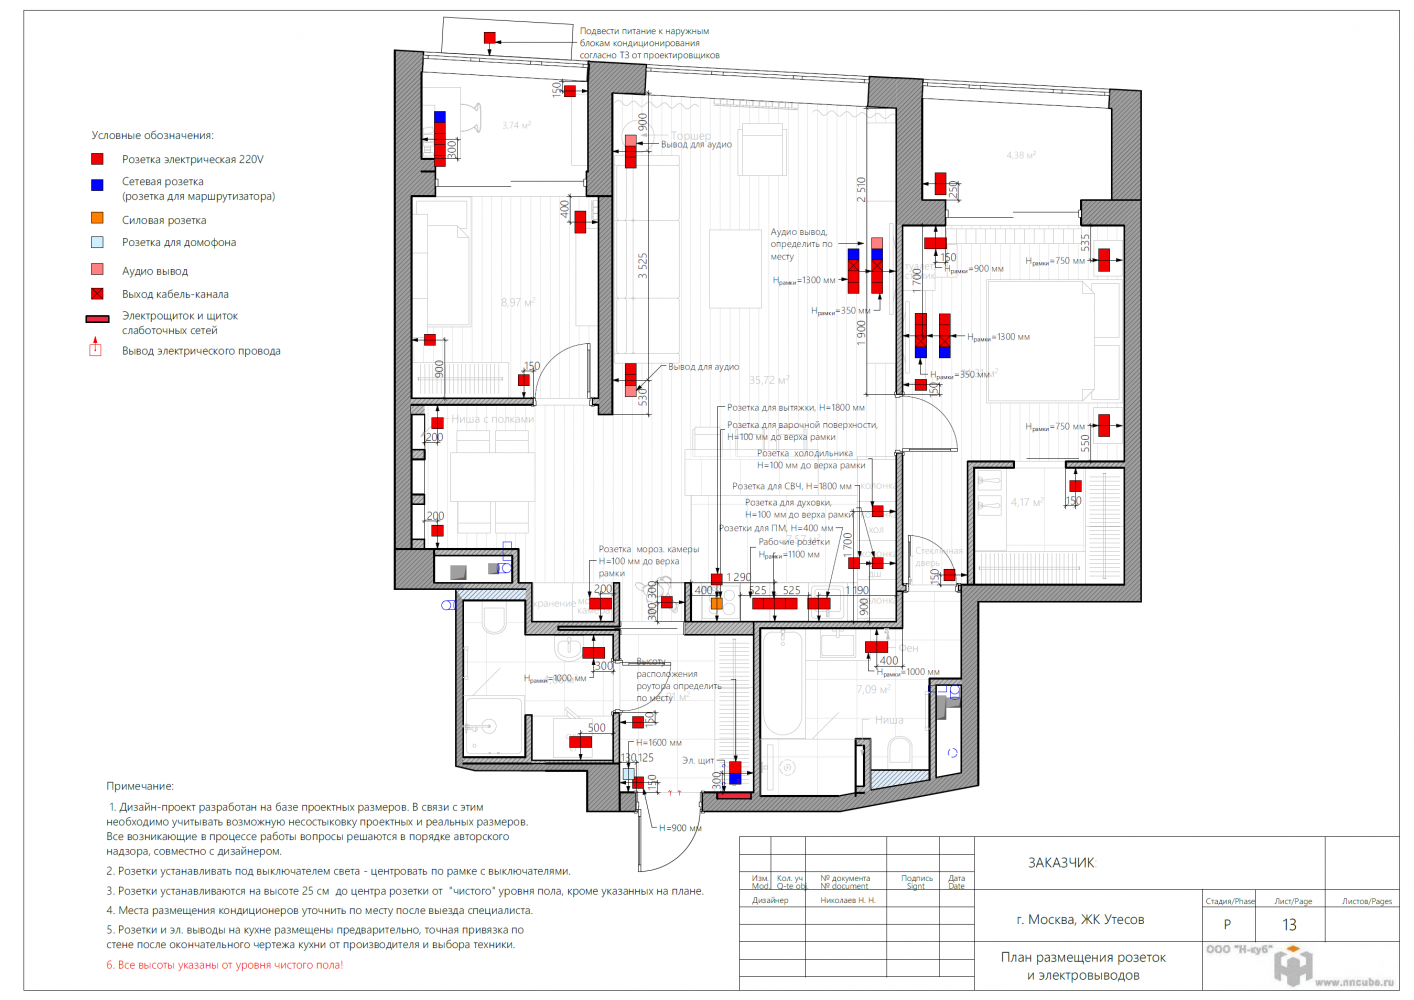 Подвести питание к наружным
блокам кондиционирования
согласно ТЗ от проектировщиков
Условные обозначения:
Розетка электрическая 220V
Сетевая розетка
(розетка для маршрутизатора)
Силовая розетка
Розетка для домофона
Аудио вывод
Выход кабель-канала
Электрощиток и щиток
слаботочных сетей
Вывод электрического провода
150
3,74 м²
300
900
Торшер
Вывод для аудио
2 510
4,38 м²
250
400
3 525
8,97 м²
Аудио вывод,
определить по
месту
Hрамки=1300 мм
Hрамки=350 мм
1 900
1 700
150
Hрамки=900 мм
535
Hрамки=750 мм
Hрамки=1300 мм
Hрамки=350 мм
150
Hрамки=750 мм
550
900
150
Вывод для аудио
530
35,72 м²
Ниша с полками
200
200
Розетка для вытяжки, H=1800 мм
Розетка для варочной поверхности,
H=100 мм до верха рамки
Розетка холодильника
H=100 мм до верха рамки
Розетка для СВЧ, H=1800 мм
Розетка для духовки,
H=100 мм до верха рамки
Розетки для ПМ, H=400 мм
Рабочие розетки
Hрамки=1100 мм
колонка
хол
1 700
4,17 м²
150
Стеклянная
дверь
150
Розетка мороз. камеры
H=100 мм до верха
рамки
200
300
300
1 290
400
525
525
1 190
900
колонка
хранение
300
Hрамки=1000 мм
500
Высоту
расположения
роутора определить
по месту
150
H=1600 мм
130
125
150
Эл. щит
300
H=900 мм
Фен
400
Hрамки=1000 мм
7,09 м²
Ниша
Примечание:
1. Дизайн-проект разработан на базе проектных размеров. В связи с этим
необходимо учитывать возможную несостыковку проектных и реальных размеров.
Все возникающие в процессе работы вопросы решаются в порядке авторского
надзора, совместно с дизайнером.
2. Розетки устанавливать под выключателем света - центровать по рамке с выключателями.
3. Розетки устанавливаются на высоте 25 см до центра розетки от "чистого" уровня пола, кроме указанных на плане.
4. Места размещения кондиционеров уточнить по месту после выезда специалиста.
5. Розетки и эл. выводы на кухне размещены предварительно, точная привязка по
стене после окончательного чертежа кухни от производителя и выбора техники.
6. Все высоты указаны от уровня чистого пола!
Изм. Кол. уч № документа Подпись Дата
Mod. Q-te obj. № document Signt Date
Дизайнер Николаев Н. Н.
ЗАКАЗЧИК:
г. Москва, ЖК Утесов
План размещения розеток
и электровыводов
Стадия/Phase Лист/Page Листов/Pages
Р 13
ООО "Н-куб"
www.nncube.ru